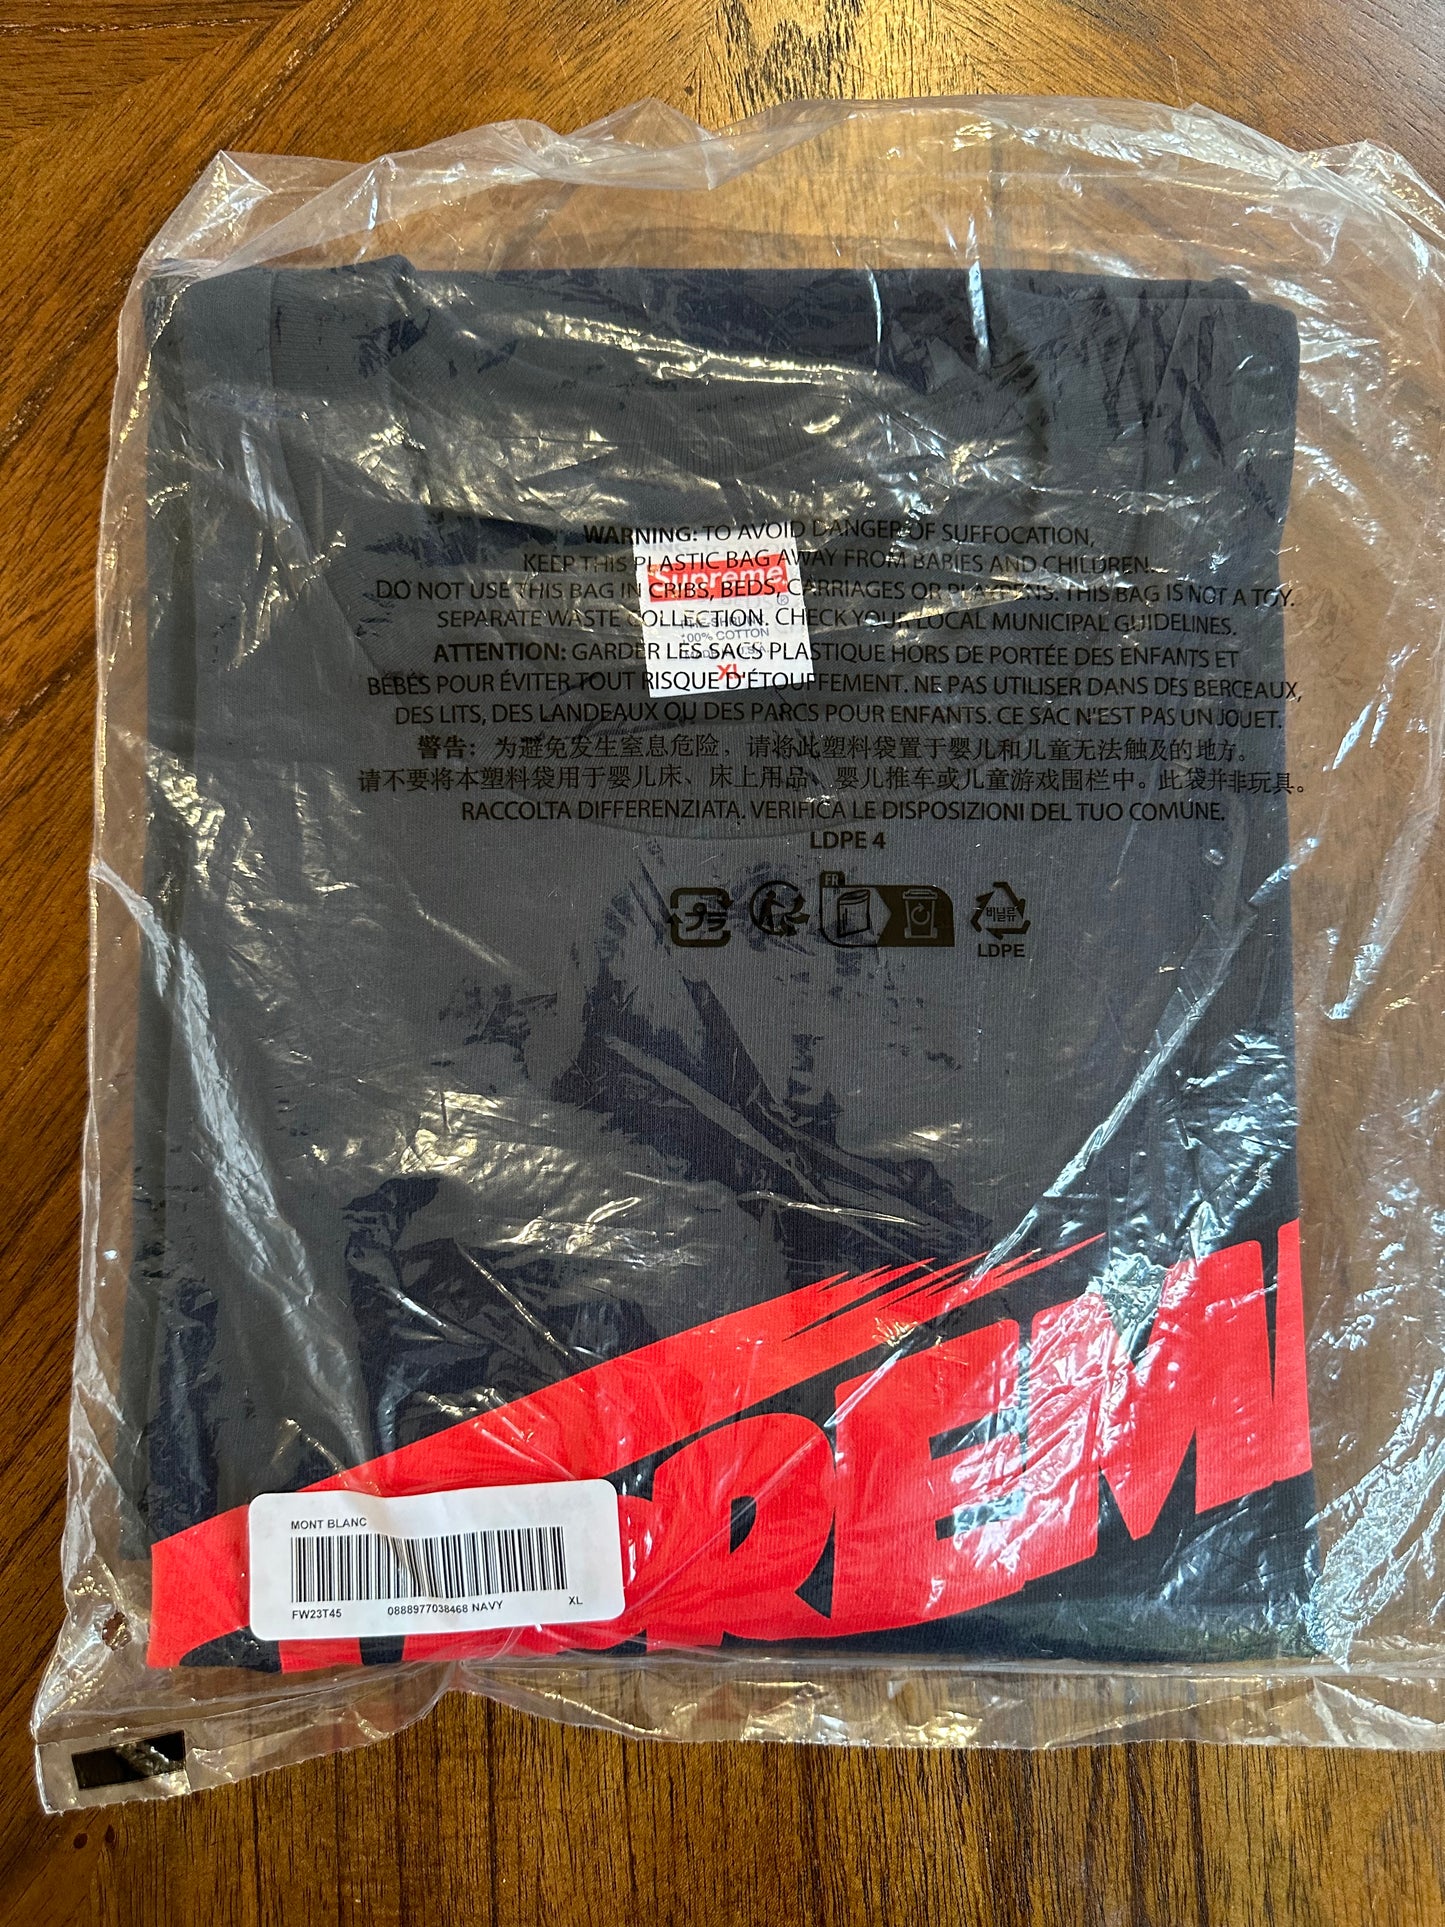 WARNING: TO AVOID DANGER OF SUFFOCATION,
KEEP THIS PLASTIC BAG AWAY FROM BABIES AND CHILDREN.
DO NOT USE THIS BAG IN CRIBS, BEDS, CARRIAGES OR PLAYPENS. THIS BAG IS NOT A TOY.
SEPARATE WASTE COLLECTION. CHECK YOUR LOCAL MUNICIPAL GUIDELINES.
ATTENTION: GARDER LES SACS PLASTIQUE HORS DE PORTÉE DES ENFANTS ET
BÉBÉS POUR ÉVITER TOUT RISQUE D'ÉTOUFFEMENT. NE PAS UTILISER DANS DES BERCEAUX,
DES LITS, DES LANDEAUX OU DES PARCS POUR ENFANTS. CE SAC N'EST PAS UN JOUET.
警告：为避免发生窒息危险，请将此塑料袋置于婴儿和儿童无法触及的地方。
请不要将本塑料袋用于婴儿床、床上用品、婴儿推车或儿童游戏围栏中。此袋并非玩具。
RACCOLTA DIFFERENZIATA. VERIFICA LE DISPOSIZIONI DEL TUO COMUNE.
LDPE 4
プラ
FR
비닐류
LDPE
Supreme
100% COTTON
XL
PREM
MONT BLANC
FW23T45 0888977038468 NAVY XL